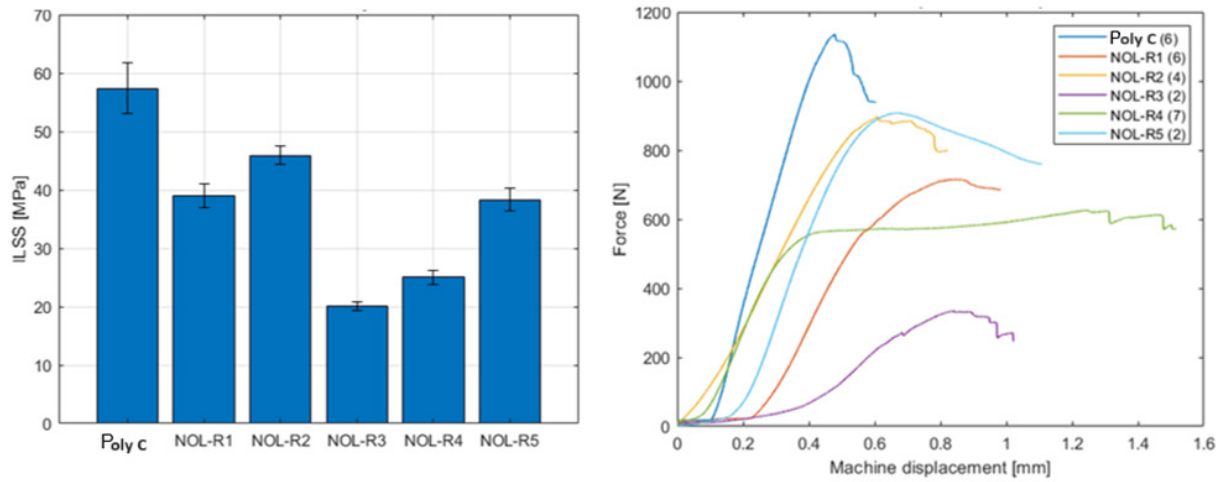 70
60
50
40
30
20
10
0
ILSS [MPa]
Poly C
NOL-R1
NOL-R2
NOL-R3
NOL-R4
NOL-R5
1200
1000
800
600
400
200
0
Force [N]
Poly C (6)
NOL-R1 (6)
NOL-R2 (4)
NOL-R3 (2)
NOL-R4 (7)
NOL-R5 (2)
0
0.2
0.4
0.6
0.8
1
1.2
1.4
1.6
Machine displacement [mm]